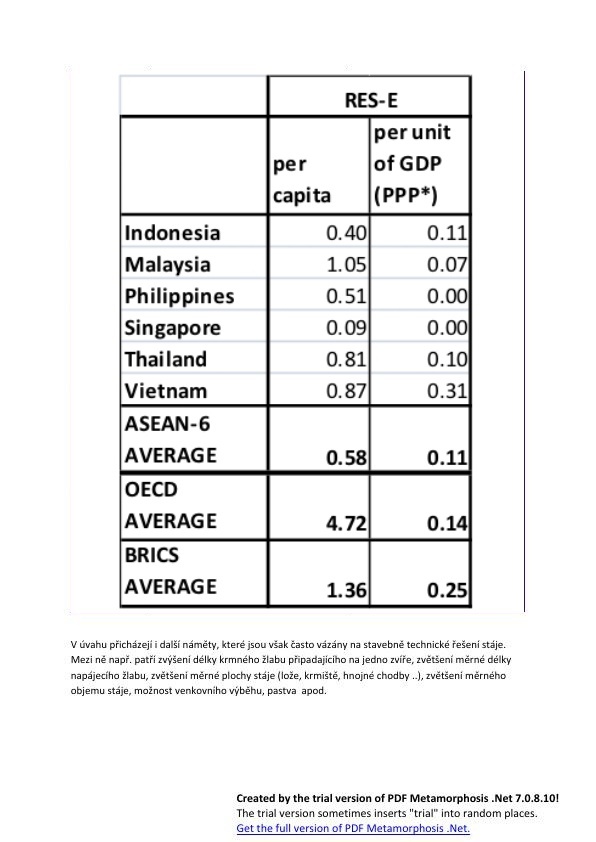 RES-E
per capita per unit of GDP (PPP*)
Indonesia 0.40 0.11
Malaysia 1.05 0.07
Philippines 0.51 0.00
Singapore 0.09 0.00
Thailand 0.81 0.10
Vietnam 0.87 0.31
ASEAN-6
AVERAGE 0.58 0.11
OECD
AVERAGE 4.72 0.14
BRICS
AVERAGE 1.36 0.25
V úvahu přicházejí i další náměty, které jsou však často vázány na stavebně technické řešení stáje.
Mezi ně např. patří zvýšení délky krmného žlabu připadajícího na jedno zvíře, zvětšení měrné délky
napájecího žlabu, zvětšení měrné plochy stáje (lože, krmiště, hnojné chodby ..), zvětšení měrného
objemu stáje, možnost venkovního výběhu, pastva apod.
Created by the trial version of PDF Metamorphosis .Net 7.0.8.10!
The trial version sometimes inserts "trial" into random places.
Get the full version of PDF Metamorphosis .Net.